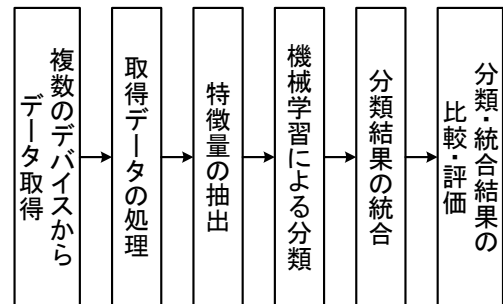 複数のデバイスから
データ取得
取得データの処理
特徴量の抽出
機械学習による分類
分類結果の統合
分類・統合結果の
比較・評価